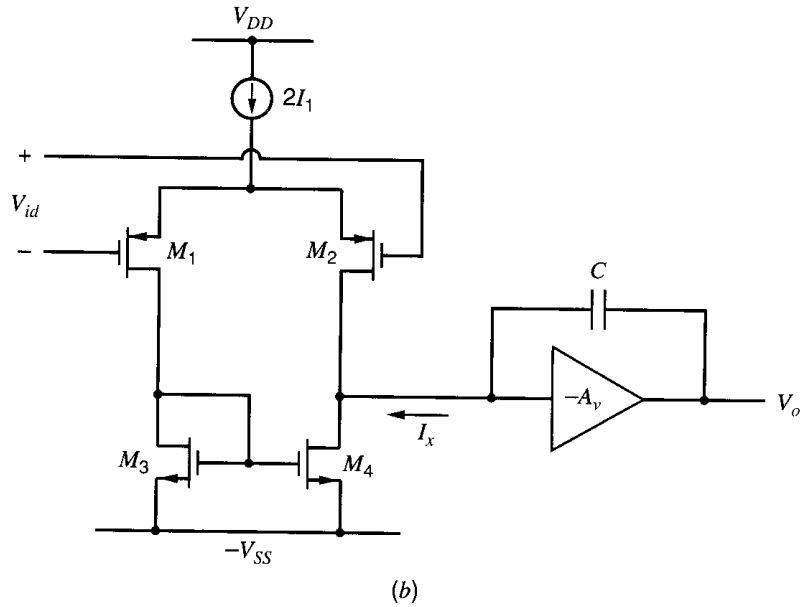 V_DD
2I_1
+
V_id
−
M_1
M_2
C
−A_v
V_o
I_x
M_3
M_4
−V_SS
(b)